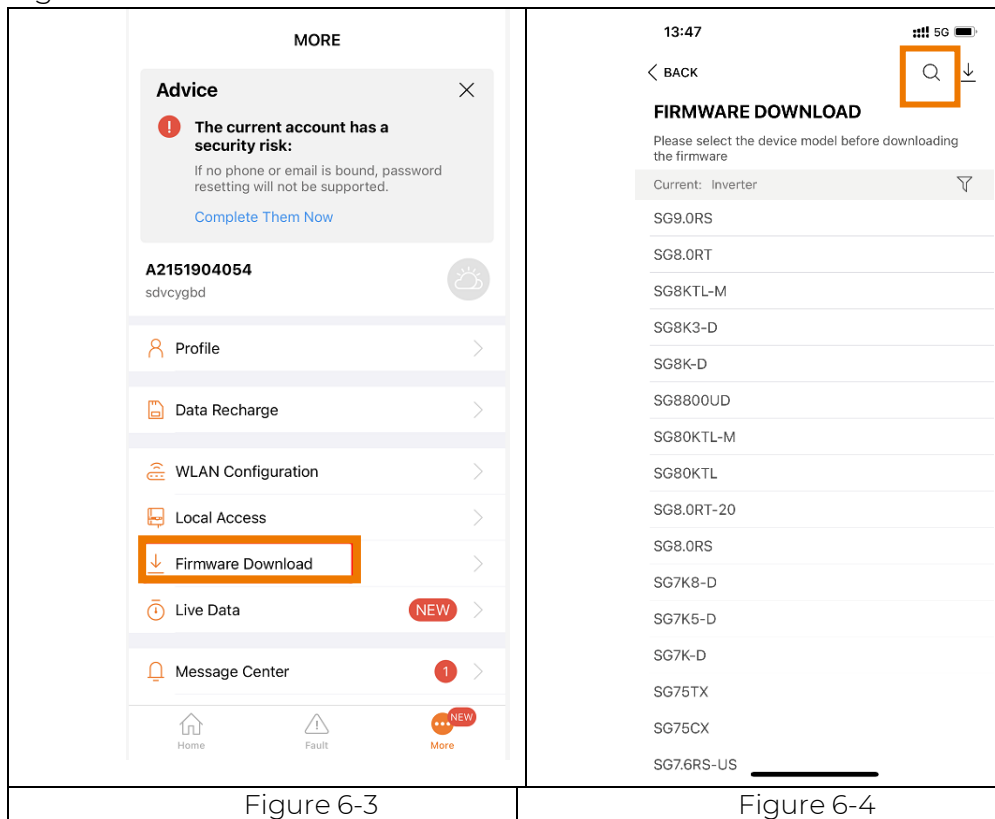 MORE
Advice
The current account has a
security risk:
If no phone or email is bound, password
resetting will not be supported.
Complete Them Now
A2151904054
sdvcygbd
Profile
Data Recharge
WLAN Configuration
Local Access
Firmware Download
Live Data NEW
Message Center 1
NEW
Home Fault More
Figure 6-3
13:47 5G
BACK
FIRMWARE DOWNLOAD
Please select the device model before downloading
the firmware
Current: Inverter
SG9.0RS
SG8.0RT
SG8KTL-M
SG8K3-D
SG8K-D
SG8800UD
SG80KTL-M
SG80KTL
SG8.0RT-20
SG8.0RS
SG7K8-D
SG7K5-D
SG7K-D
SG75TX
SG75CX
SG7.6RS-US
Figure 6-4